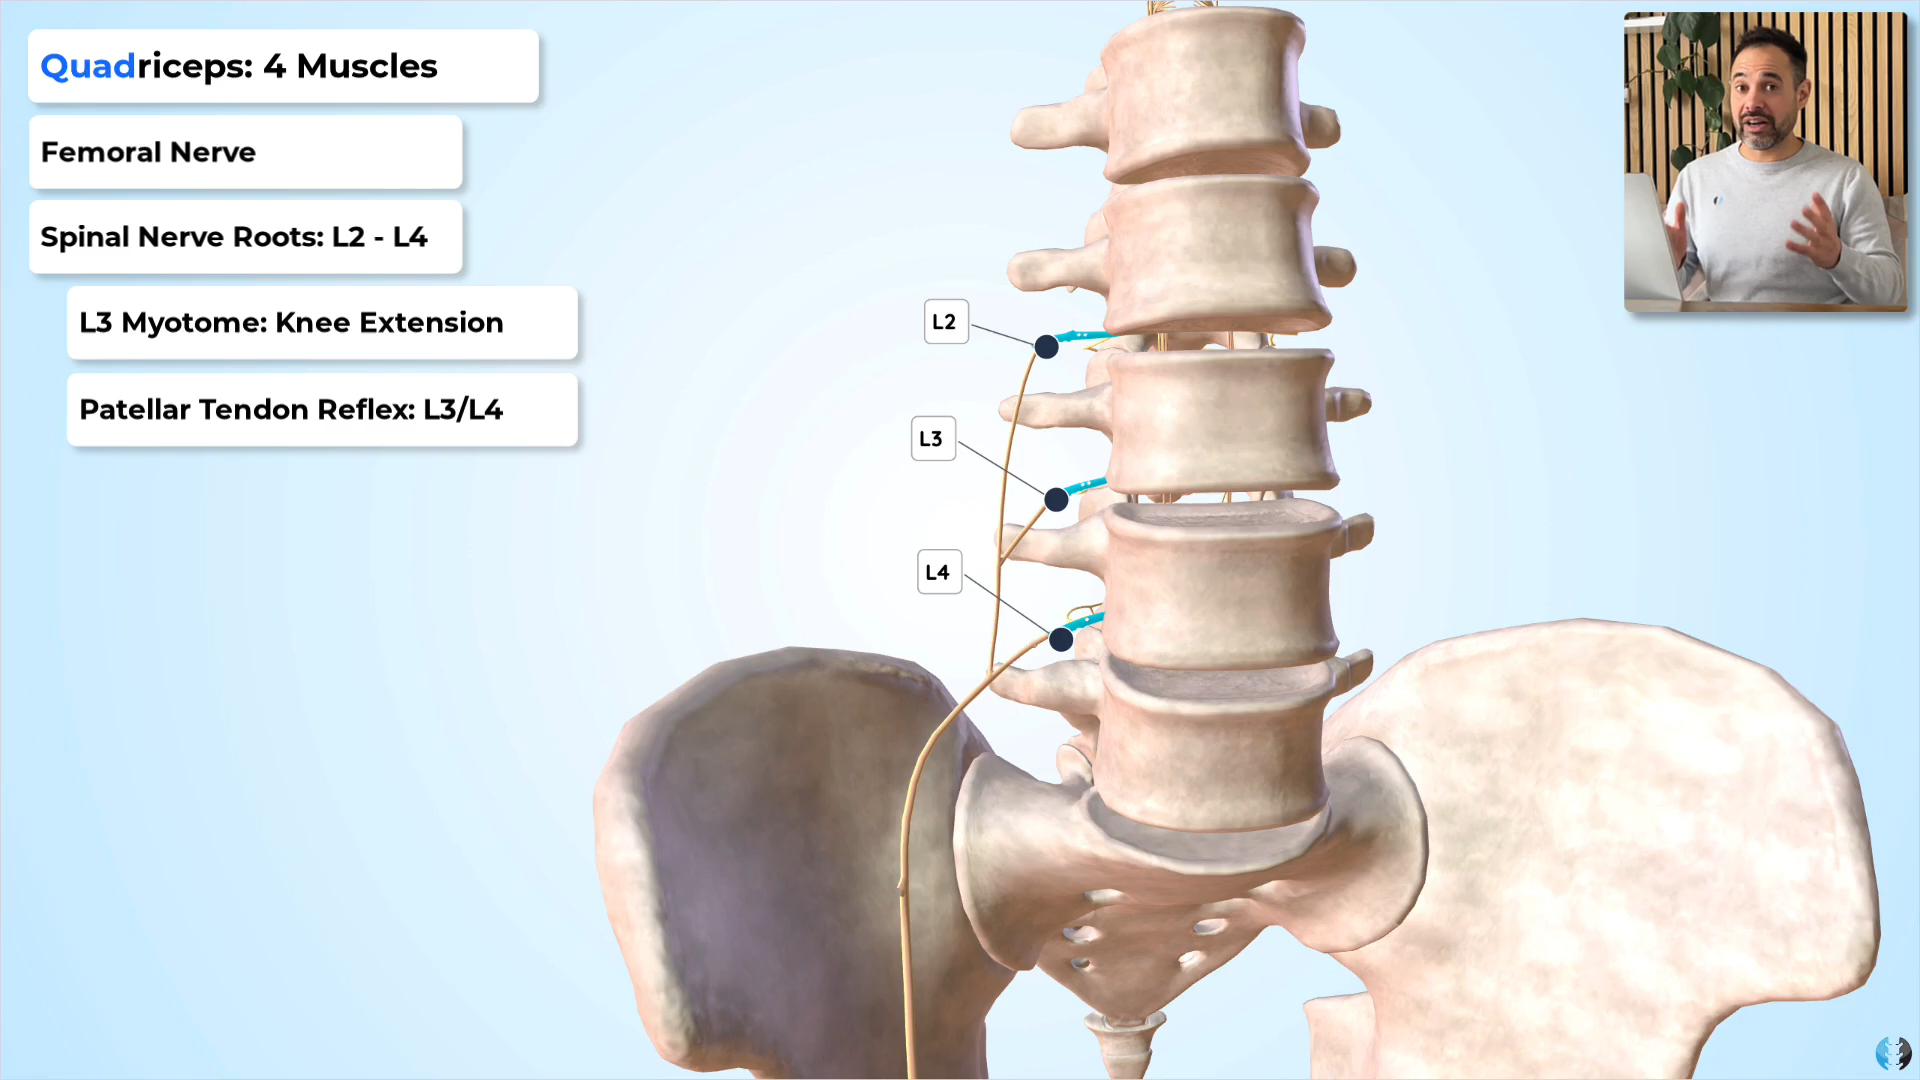 Quadriceps: 4 Muscles
Femoral Nerve
Spinal Nerve Roots: L2 - L4
L3 Myotome: Knee Extension
Patellar Tendon Reflex: L3/L4
L2
L3
L4